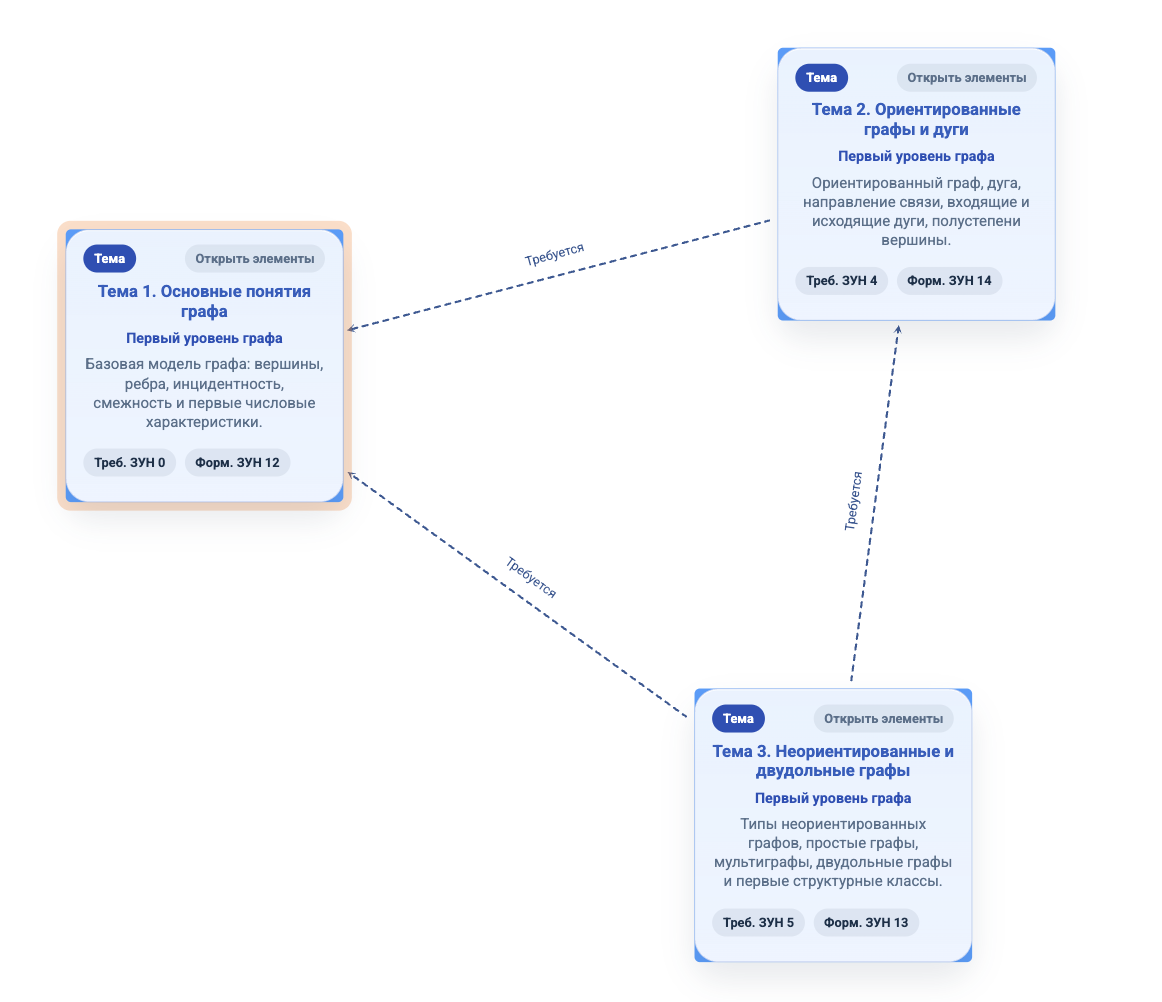 Тема
Открыть элементы
Тема 2. Ориентированные
графы и дуги
Первый уровень графа
Ориентированный граф, дуга,
направление связи, входящие и
исходящие дуги, полустепени
вершины.
Треб. ЗУН 4
Форм. ЗУН 14
Требуется
Тема
Открыть элементы
Тема 1. Основные понятия
графа
Первый уровень графа
Базовая модель графа: вершины,
ребра, инцидентность,
смежность и первые числовые
характеристики.
Треб. ЗУН 0
Форм. ЗУН 12
Требуется
Требуется
Тема
Открыть элементы
Тема 3. Неориентированные и
двудольные графы
Первый уровень графа
Типы неориентированных
графов, простые графы,
мультиграфы, двудольные графы
и первые структурные классы.
Треб. ЗУН 5
Форм. ЗУН 13